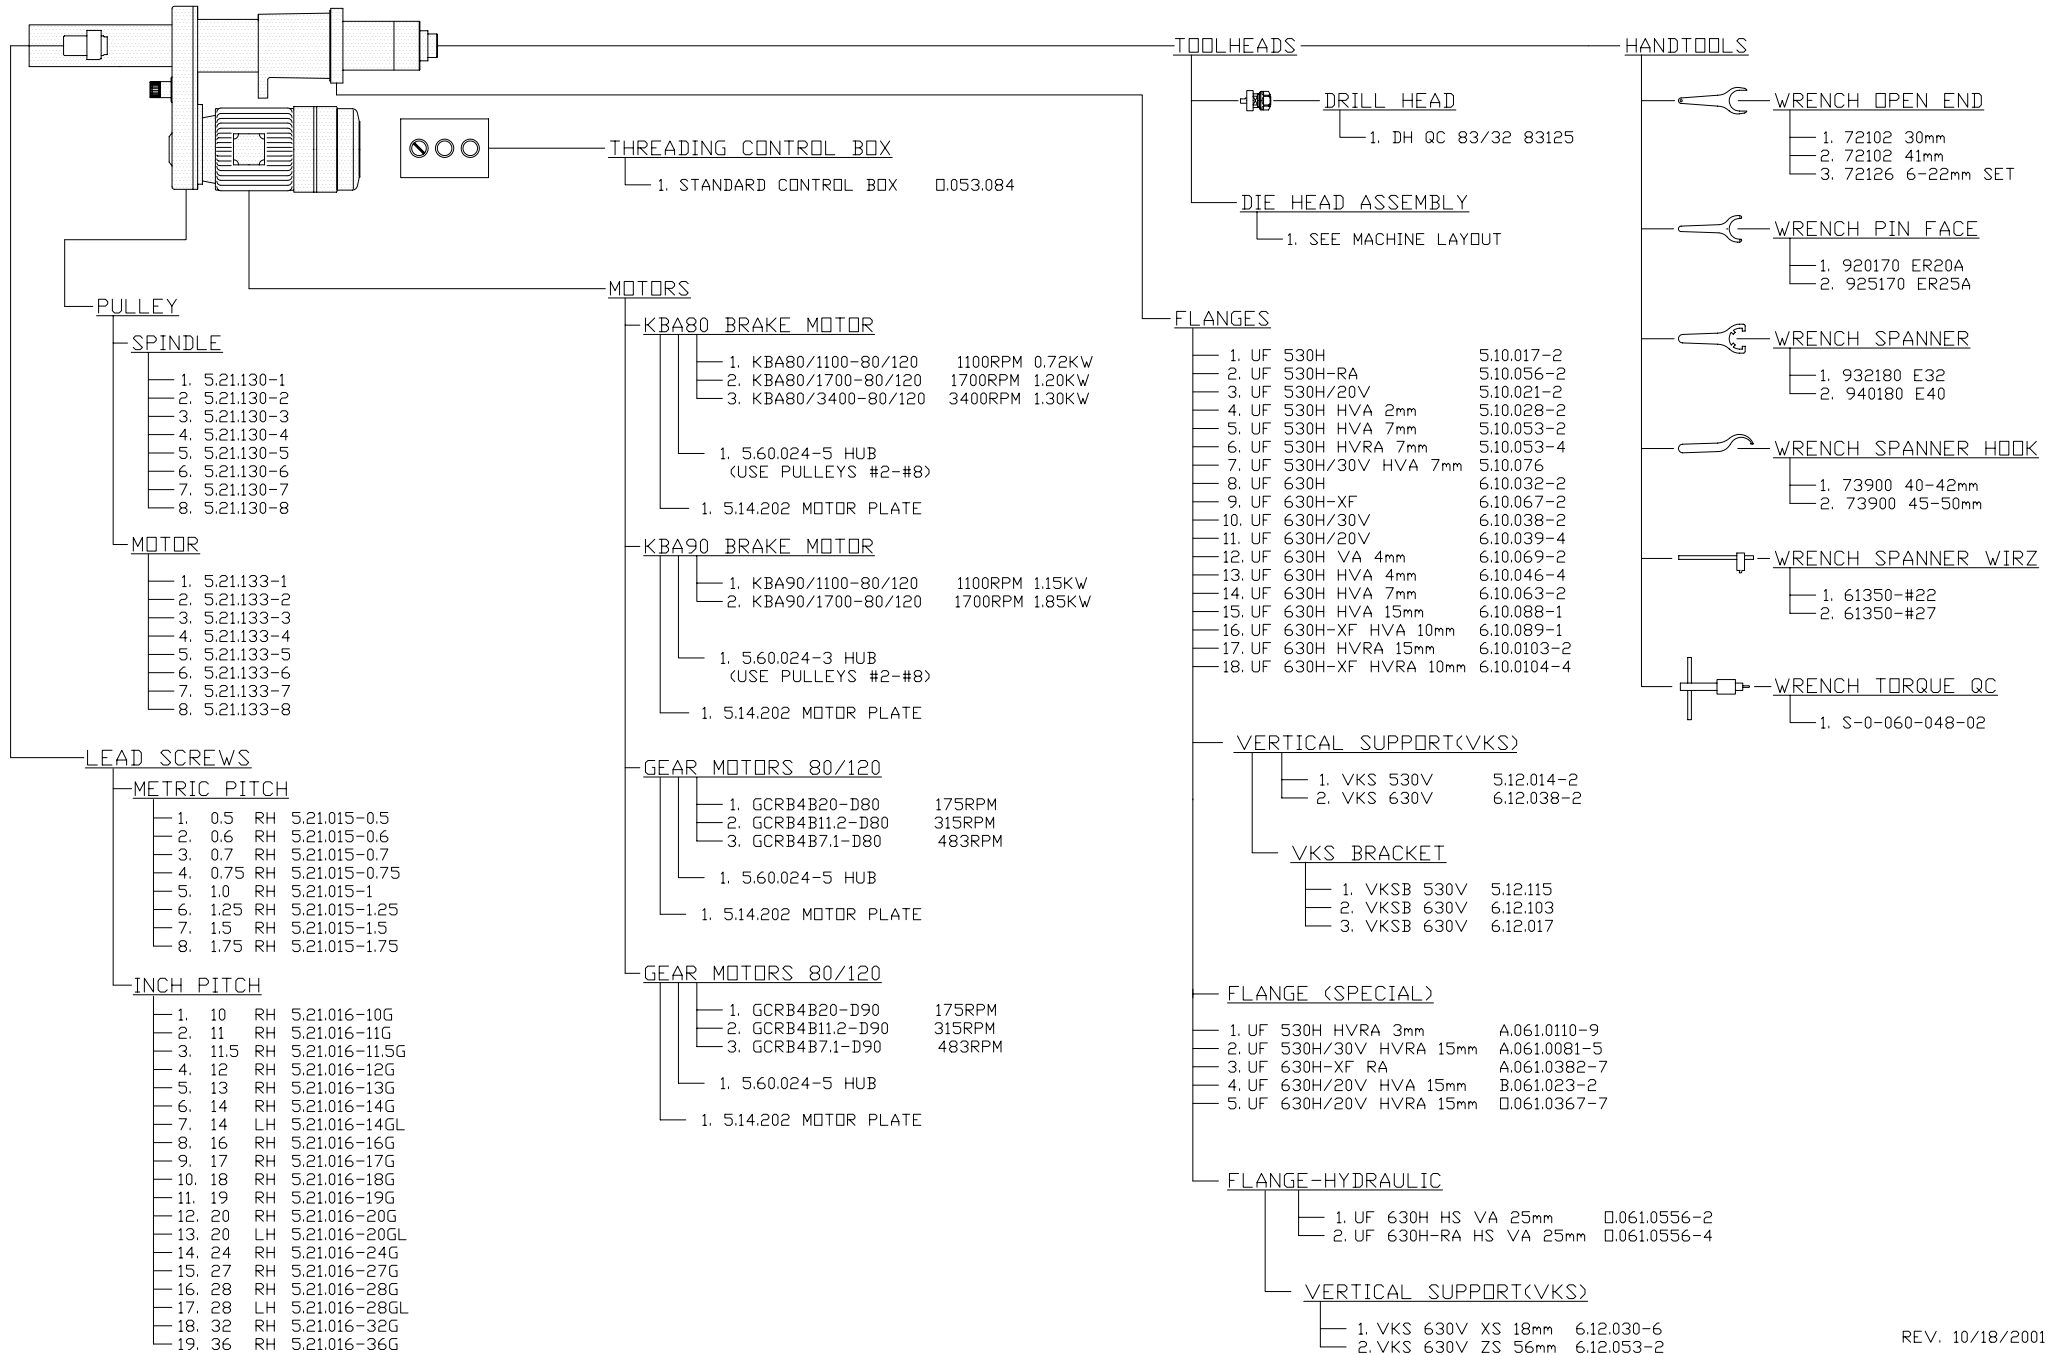 TOOLHEADS
DRILL HEAD
1. DH QC 83/32 83125
DIE HEAD ASSEMBLY
1. SEE MACHINE LAYOUT
HANDTOOLS
WRENCH OPEN END
1. 72102 30mm
2. 72102 41mm
3. 72126 6-22mm SET
WRENCH PIN FACE
1. 920170 ER20A
2. 925170 ER25A
WRENCH SPANNER
1. 932180 E32
2. 940180 E40
WRENCH SPANNER HOOK
1. 73900 40-42mm
2. 73900 45-50mm
WRENCH SPANNER WIRZ
1. 61350-#22
2. 61350-#27
WRENCH TORQUE QC
1. S-0-060-048-02
THREADING CONTROL BOX
1. STANDARD CONTROL BOX O.053.084
PULLEY
SPINDLE
1. 5.21.130-1
2. 5.21.130-2
3. 5.21.130-3
4. 5.21.130-4
5. 5.21.130-5
6. 5.21.130-6
7. 5.21.130-7
8. 5.21.130-8
MOTOR
1. 5.21.133-1
2. 5.21.133-2
3. 5.21.133-3
4. 5.21.133-4
5. 5.21.133-5
6. 5.21.133-6
7. 5.21.133-7
8. 5.21.133-8
LEAD SCREWS
METRIC PITCH
1. 0.5 RH 5.21.015-0.5
2. 0.6 RH 5.21.015-0.6
3. 0.7 RH 5.21.015-0.7
4. 0.75 RH 5.21.015-0.75
5. 1.0 RH 5.21.015-1
6. 1.25 RH 5.21.015-1.25
7. 1.5 RH 5.21.015-1.5
8. 1.75 RH 5.21.015-1.75
INCH PITCH
1. 10 RH 5.21.016-10G
2. 11 RH 5.21.016-11G
3. 11.5 RH 5.21.016-11.5G
4. 12 RH 5.21.016-12G
5. 13 RH 5.21.016-13G
6. 14 RH 5.21.016-14G
7. 14 LH 5.21.016-14GL
8. 16 RH 5.21.016-16G
9. 17 RH 5.21.016-17G
10. 18 RH 5.21.016-18G
11. 19 RH 5.21.016-19G
12. 20 RH 5.21.016-20G
13. 20 LH 5.21.016-20GL
14. 24 RH 5.21.016-24G
15. 27 RH 5.21.016-27G
16. 28 RH 5.21.016-28G
17. 28 LH 5.21.016-28GL
18. 32 RH 5.21.016-32G
19. 36 RH 5.21.016-36G
MOTORS
KBA80 BRAKE MOTOR
1. KBA80/1100-80/120 1100RPM 0.72KW
2. KBA80/1700-80/120 1700RPM 1.20KW
3. KBA80/3400-80/120 3400RPM 1.30KW
1. 5.60.024-5 HUB
(USE PULLEYS #2-#8)
1. 5.14.202 MOTOR PLATE
KBA90 BRAKE MOTOR
1. KBA90/1100-80/120 1100RPM 1.15KW
2. KBA90/1700-80/120 1700RPM 1.85KW
1. 5.60.024-3 HUB
(USE PULLEYS #2-#8)
1. 5.14.202 MOTOR PLATE
GEAR MOTORS 80/120
1. GCRB4B20-D80 175RPM
2. GCRB4B11.2-D80 315RPM
3. GCRB4B7.1-D80 483RPM
1. 5.60.024-5 HUB
1. 5.14.202 MOTOR PLATE
GEAR MOTORS 80/120
1. GCRB4B20-D90 175RPM
2. GCRB4B11.2-D90 315RPM
3. GCRB4B7.1-D90 483RPM
1. 5.60.024-5 HUB
1. 5.14.202 MOTOR PLATE
FLANGES
1. UF 530H 5.10.017-2
2. UF 530H-RA 5.10.056-2
3. UF 530H/20V 5.10.021-2
4. UF 530H HVA 2mm 5.10.028-2
5. UF 530H HVA 7mm 5.10.053-2
6. UF 530H HVRA 7mm 5.10.053-4
7. UF 530H/30V HVA 7mm 5.10.076
8. UF 630H 6.10.032-2
9. UF 630H-XF 6.10.067-2
10. UF 630H/30V 6.10.038-2
11. UF 630H/20V 6.10.039-4
12. UF 630H VA 4mm 6.10.069-2
13. UF 630H HVA 4mm 6.10.046-4
14. UF 630H HVA 7mm 6.10.063-2
15. UF 630H HVA 15mm 6.10.088-1
16. UF 630H-XF HVA 10mm 6.10.089-1
17. UF 630H HVRA 15mm 6.10.0103-2
18. UF 630H-XF HVRA 10mm 6.10.0104-4
VERTICAL SUPPORT(VKS)
1. VKS 530V 5.12.014-2
2. VKS 630V 6.12.038-2
VKS BRACKET
1. VKSB 530V 5.12.115
2. VKSB 630V 6.12.103
3. VKSB 630V 6.12.017
FLANGE (SPECIAL)
1. UF 530H HVRA 3mm A.061.0110-9
2. UF 530H/30V HVRA 15mm A.061.0081-5
3. UF 630H-XF RA A.061.0382-7
4. UF 630H/20V HVA 15mm B.061.023-2
5. UF 630H/20V HVRA 15mm O.061.0367-7
FLANGE-HYDRAULIC
1. UF 630H HS VA 25mm O.061.0556-2
2. UF 630H-RA HS VA 25mm O.061.0556-4
VERTICAL SUPPORT(VKS)
1. VKS 630V XS 18mm 6.12.030-6
2. VKS 630V ZS 56mm 6.12.053-2
REV. 10/18/2001